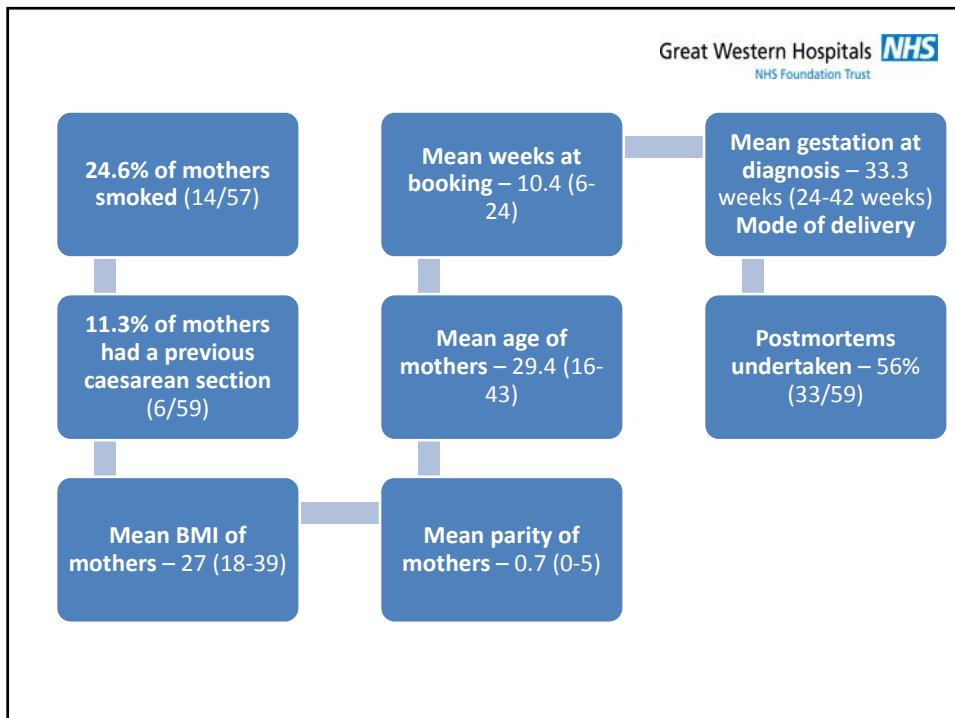 Great Western Hospitals NHS
NHS Foundation Trust
24.6% of mothers
smoked (14/57)
11.3% of mothers
had a previous
caesarean section
(6/59)
Mean BMI of
mothers – 27 (18-39)
Mean parity of
mothers – 0.7 (0-5)
Mean age of
mothers – 29.4 (16-
43)
Mean weeks at
booking – 10.4 (6-
24)
Mean gestation at
diagnosis – 33.3
weeks (24-42 weeks)
Mode of delivery
Postmortems
undertaken – 56%
(33/59)